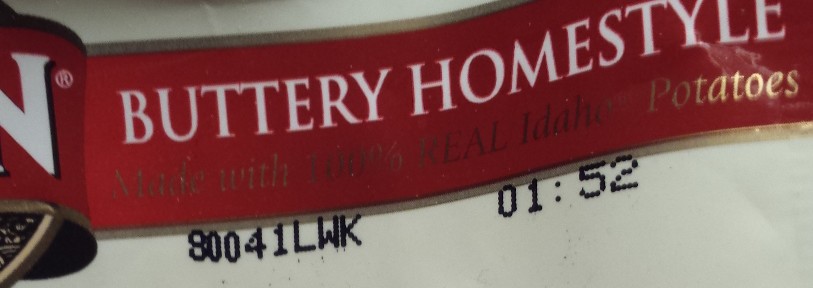 N®
BUTTERY HOMESTYLE
Made with 100% REAL Idaho Potatoes
80041LWK 01:52